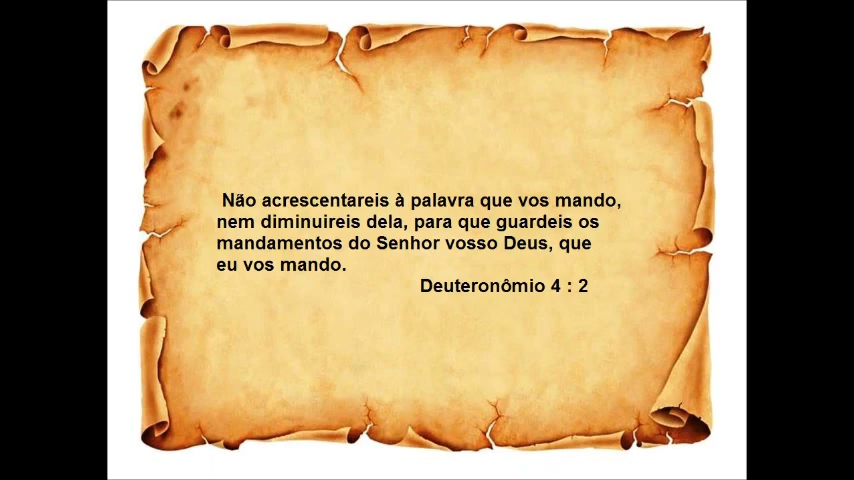 Não acrescentareis à palavra que vos mando,
nem diminuireis dela, para que guardeis os
mandamentos do Senhor vosso Deus, que
eu vos mando.
Deuteronômio 4 : 2